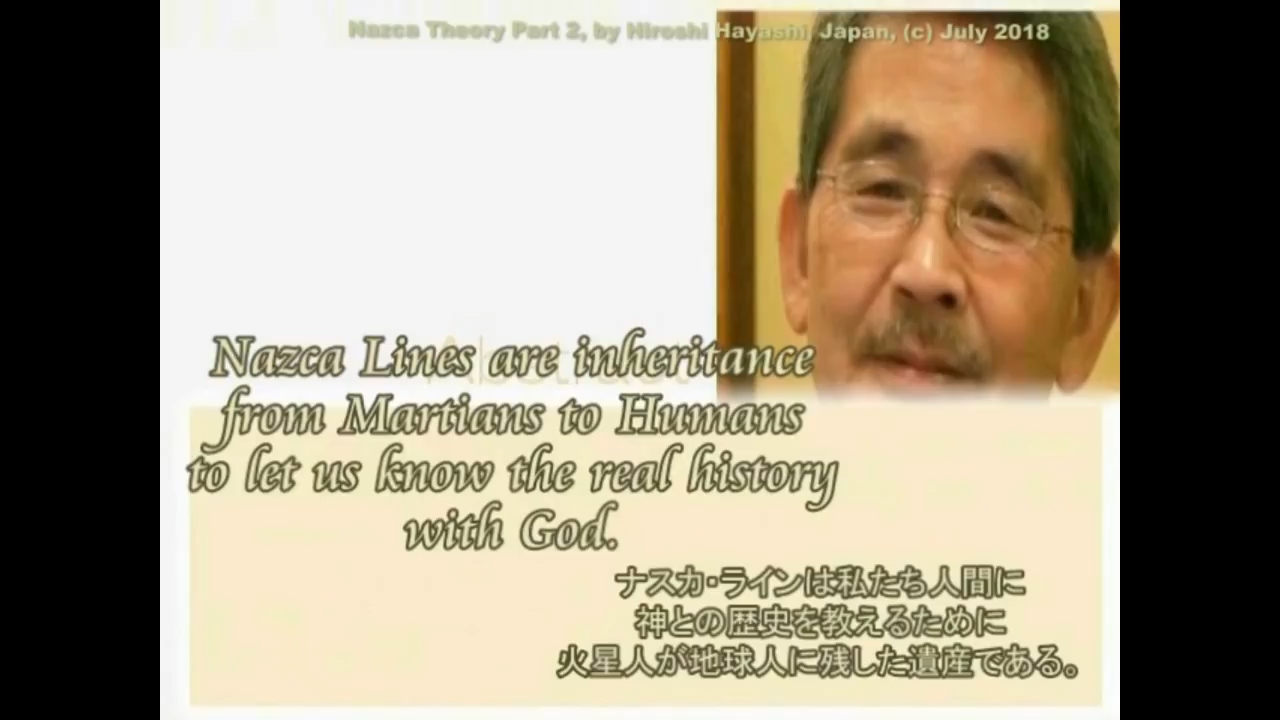 Nazca Theory Part 2, by Hiroshi Hayashi, Japan, (c) July 2018
Abstract
Nazca Lines are inheritance
from Martians to Humans
to let us know the real history
with God.
ナスカ・ラインは私たち人間に
神との歴史を教えるために
火星人が地球人に残した遺産である。